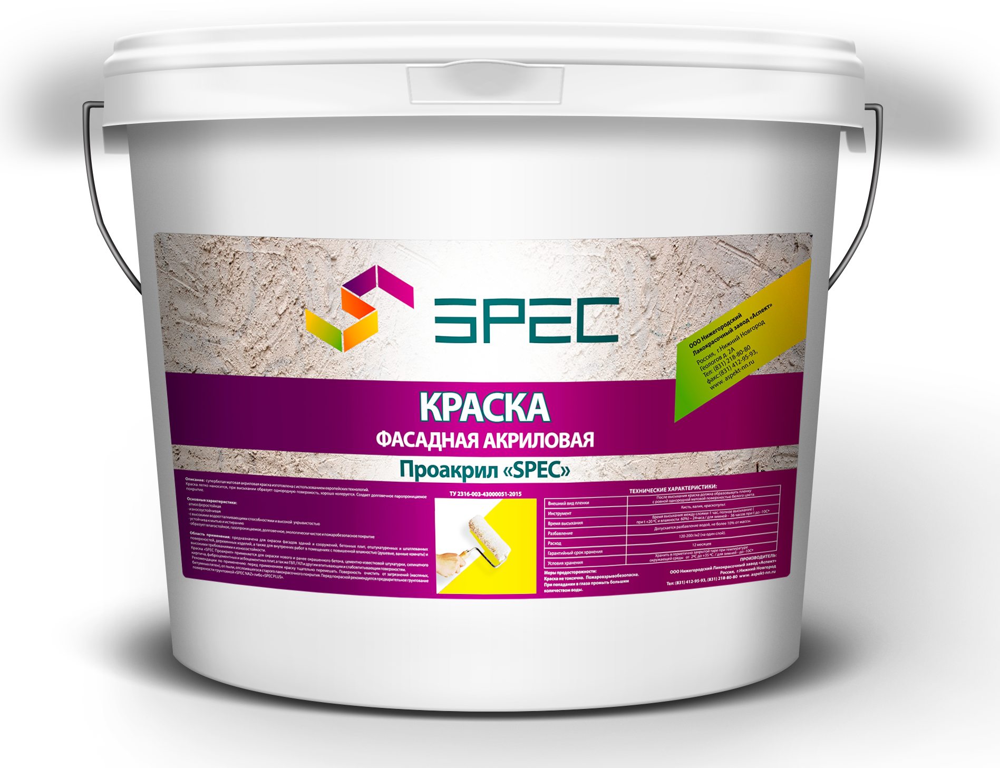 SPEC
ООО Нижегородский
Лакокрасочный завод «Аспект»
Россия, г.Нижний Новгород
Геологов д. 2А
Тел: (831) 218-80-80
факс:(831) 412-95-93,
www. aspekt-nn.ru
КРАСКА
ФАСАДНАЯ АКРИЛОВАЯ
Проакрил «SPEC»
Описание: супербелая матовая акриловая краска изготовлена с использованием европейских технологий.
Краска легко наносится, при высыхании образует однородную поверхность, хорошо колеруется. Создает долговечное паропроницаемое
покрытие.
Основные характеристики:
-атмосферостойкая
-износоустойчивая
-с высокими водоотталкивающими способностями и высокой укрывистостью
-устойчива к мытью и истиранию
-образует влагостойкое, газопроницаемое, долговечное, экологически чистое и пожаробезопасное покрытие
Область применения: предназначена для окраски фасадов зданий и сооружений, бетонных плит, отштукатуренных и шпатлеванных
поверхностей, деревянных изделий, а также для внутренних работ в помещениях с повышенной влажностью (душевые, ванные комнаты) и
высокими требованиями к износостойкости.
Краска «SPEC Проакрил» применяется для окраски нового и ранее окрашенного бетона, цементно-известковой штукатурки, силикатного
кирпича, фиброцементных и асбоцементных плит, а также ГВЛ, ГКЛ и другим впитывающим и слабовпитывающим поверхностям.
Рекомендации по применению: перед применением краску тщательно перемешать. Поверхность очистить от загрязнений (масляных,
битумных пятен), от пыли, отслоившегося старого лакокрасочного покрытия. Перед покраской рекомендуется предварительное грунтование
поверхности грунтовкой «SPEC NA2» либо «SPEC PLUS».
ТУ 2316-003-43000051-2015
ТЕХНИЧЕСКИЕ ХАРАКТЕРИСТИКИ:
Внешний вид пленки
После высыхания краска должна образовывать пленку
с ровной однородной матовой поверхностью белого цвета.
Инструмент
Кисть, валик, краскопульт.
Время высыхания
Время высыхания между слоями-1 час, полное высыхание (
при t +20 ºС и влажности 60%) – 24часа / для зимней - 36 часов при t до -10С*
Разбавление
Допускается разбавление водой, не более 10% от массы.
Расход
120-200г/м2 (на один слой).
Гарантийный срок хранения
12 месяцев
Условия хранения
Хранить в герметично закрытой таре при температуре
окружающей среды от 2ºС до +35 ºС. / для зимней - до -10С*
Меры предосторожности:
Краска не токсична. Пожаровзрывобезопасна.
При попадании в глаза промыть большим
количеством воды.
ПРОИЗВОДИТЕЛЬ:
ООО Нижегородский Лакокрасочный завод «Аспект»
Россия, г.Нижний Новгород
Тел: (831) 412-95-93, (831) 218-80-80 www. aspekt-nn.ru